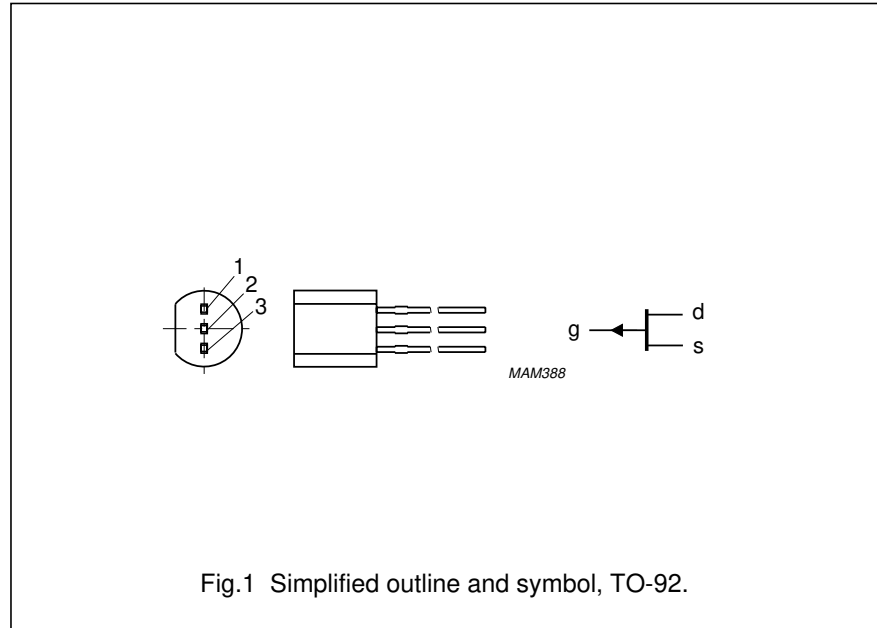 1
2
3
g
d
s
MAM388
Fig.1 Simplified outline and symbol, TO-92.